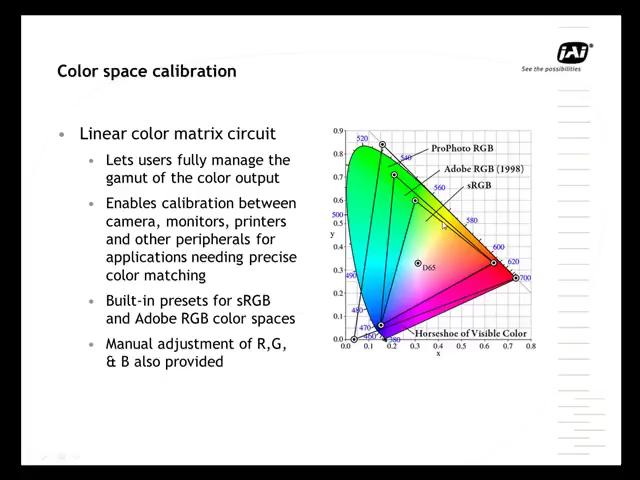 JAi
See the possibilities
Color space calibration
• Linear color matrix circuit
• Lets users fully manage the
gamut of the color output
• Enables calibration between
camera, monitors, printers
and other peripherals for
applications needing precise
color matching
• Built-in presets for sRGB
and Adobe RGB color spaces
• Manual adjustment of R,G,
& B also provided
0.9
0.8
0.7
0.6
0.5
y
0.4
0.3
0.2
0.1
0.0
0.0 0.1 0.2 0.3 0.4 0.5 0.6 0.7 0.8
x
520
540
560
580
600
620
700
500
490
480
470
460
380
ProPhoto RGB
Adobe RGB (1998)
sRGB
D65
Horseshoe of Visible Color